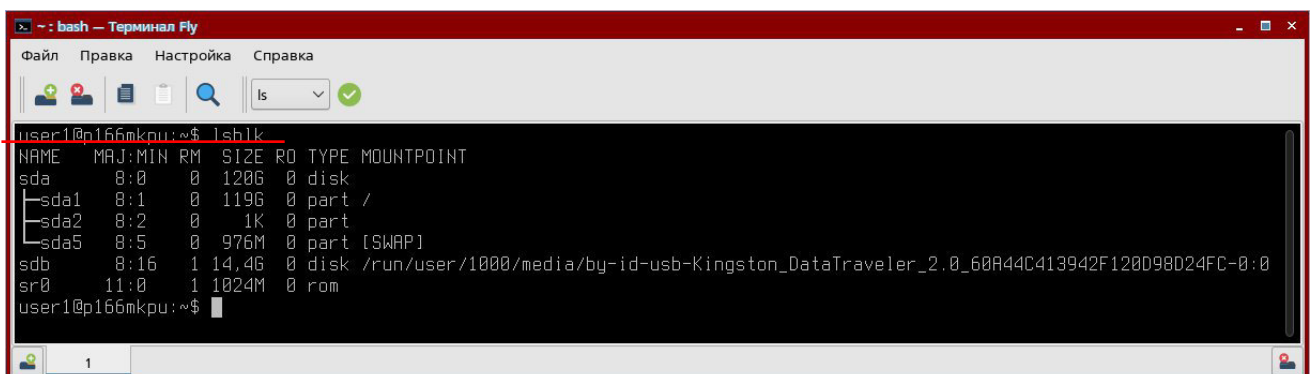 ~ : bash — Терминал Fly
Файл Правка Настройка Справка
ls
user1@p166mkpu:~$ lsblk
NAME MAJ:MIN RM SIZE RO TYPE MOUNTPOINT
sda 8:0 0 120G 0 disk
├─sda1 8:1 0 119G 0 part /
├─sda2 8:2 0 1K 0 part
└─sda5 8:5 0 976M 0 part [SWAP]
sdb 8:16 1 14,4G 0 disk /run/user/1000/media/by-id-usb-Kingston_DataTraveler_2.0_60A44C413942F120D98D24FC-0:0
sr0 11:0 1 1024M 0 rom
user1@p166mkpu:~$
1